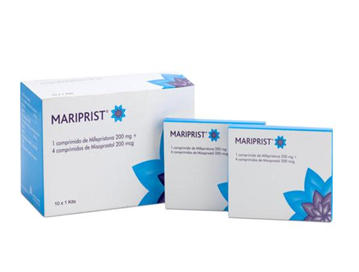 MARIPRIST®
1 comprimido de Mifepristona 200 mg +
4 comprimidos de Misoprostol 200 mcg
10 x 1 Kits
MARIPRIST®
1 comprimido de Mifepristona 200 mg +
4 comprimidos de Misoprostol 200 mcg
MARIPRIST®
1 comprimido de Mifepristona 200 mg +
4 comprimidos de Misoprostol 200 mcg